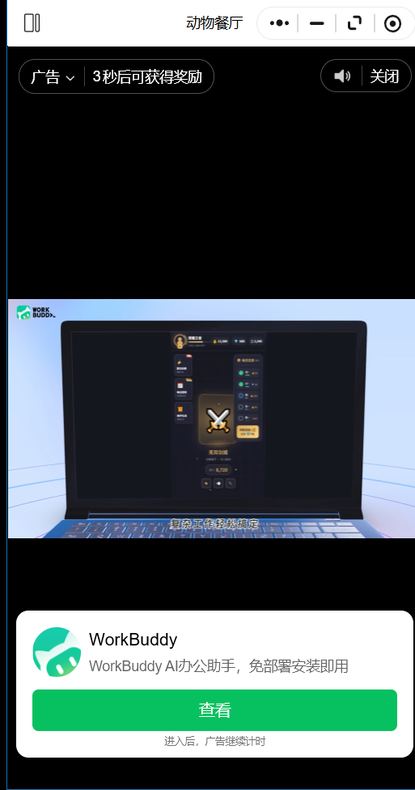 动物餐厅
广告
3 秒后可获得奖励
关闭
WORK
BUDDY
复杂工作轻松搞定
WorkBuddy
WorkBuddy AI办公助手，免部署安装即用
查看
进入后，广告继续计时